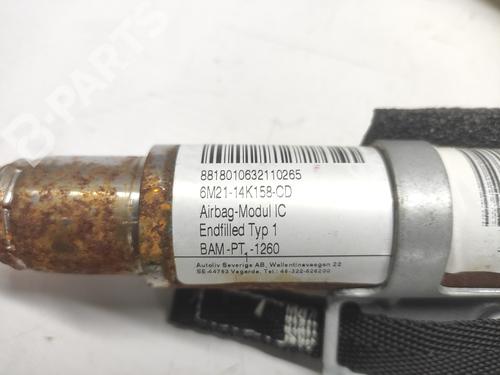 B-PARTS
8818010632110265
6M21-14K158-CD
Airbag-Modul IC
Endfilled Typ 1
BAM-PT1-1260
Autoliv Sverige AB, Wallentinsvaegen 22
SE-44783 Vargarda, Tel.: 46-322-626200